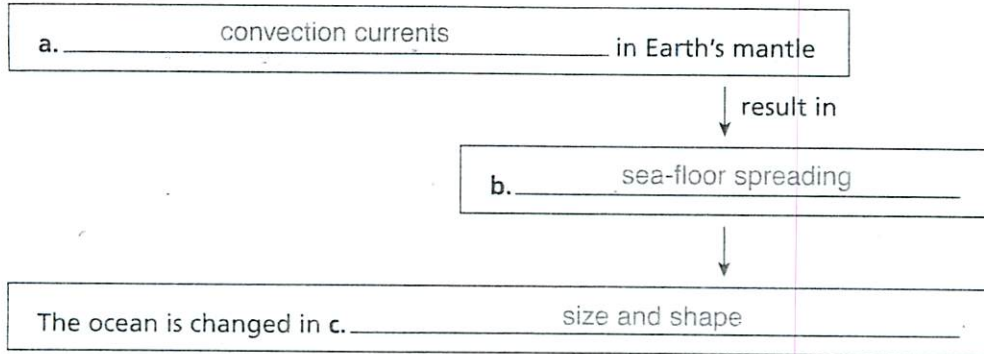 a. convection currents in Earth's mantle
result in
b. sea-floor spreading
The ocean is changed in c. size and shape